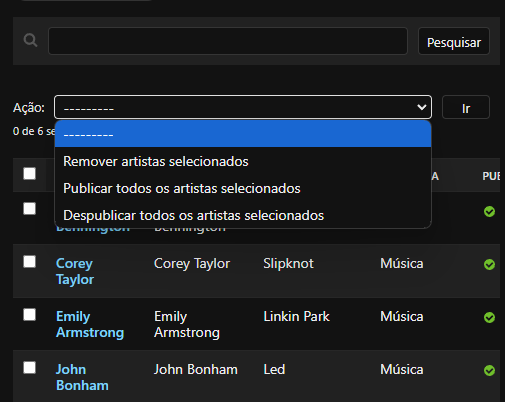 Pesquisar
Ação: --------- Ir
0 de 6 se
---------
Remover artistas selecionados
Publicar todos os artistas selecionados
Despublicar todos os artistas selecionados
A PUB
Bennington Bennington
Corey Corey Taylor Slipknot Música
Taylor
Emily Emily Linkin Park Música
Armstrong Armstrong
John John Bonham Led Música
Bonham